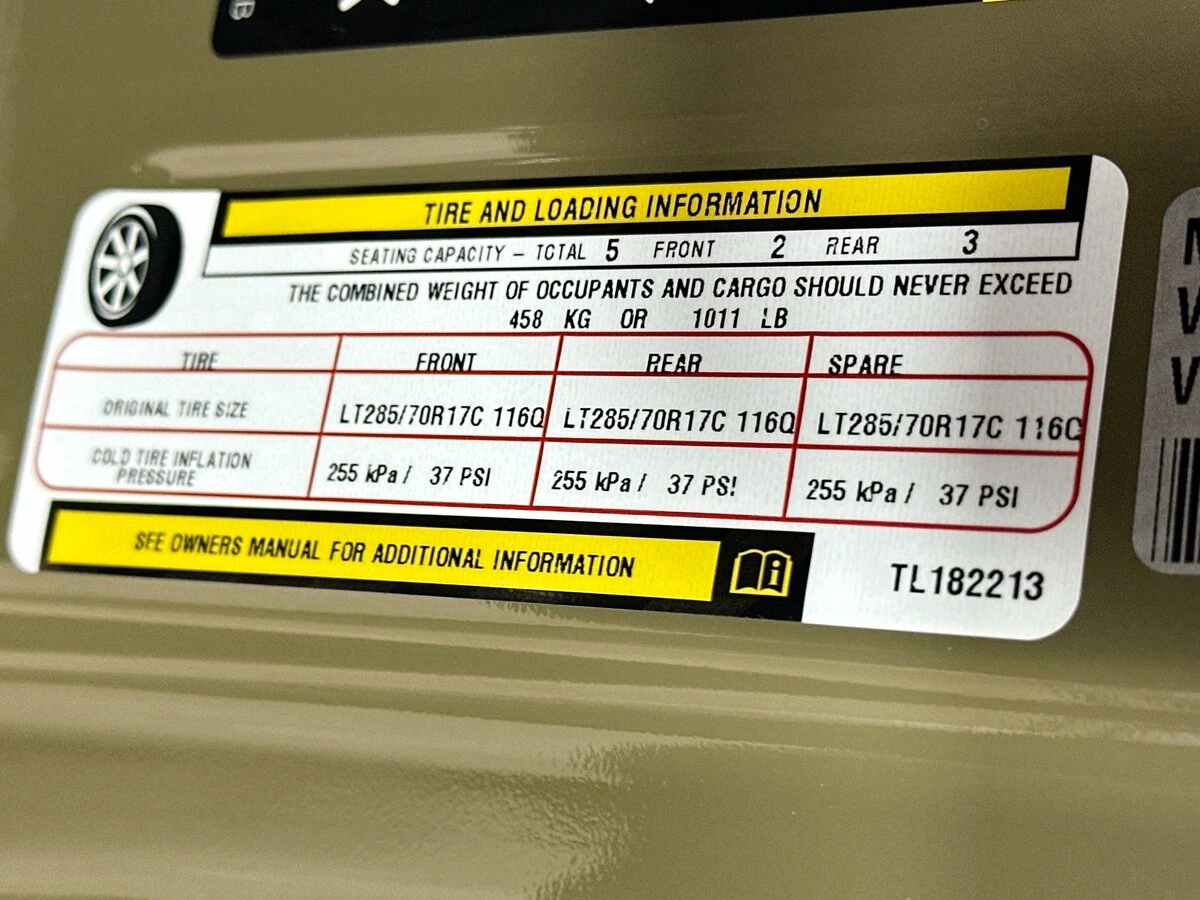 TIRE AND LOADING INFORMATION
SEATING CAPACITY – TOTAL 5 FRONT 2 REAR 3
THE COMBINED WEIGHT OF OCCUPANTS AND CARGO SHOULD NEVER EXCEED
458 KG OR 1011 LB
TIRE FRONT REAR SPARE
ORIGINAL TIRE SIZE LT285/70R17C 116Q LT285/70R17C 116Q LT285/70R17C 116Q
COLD TIRE INFLATION
PRESSURE 255 kPa / 37 PSI 255 kPa / 37 PSI 255 kPa / 37 PSI
SEE OWNERS MANUAL FOR ADDITIONAL INFORMATION
TL182213